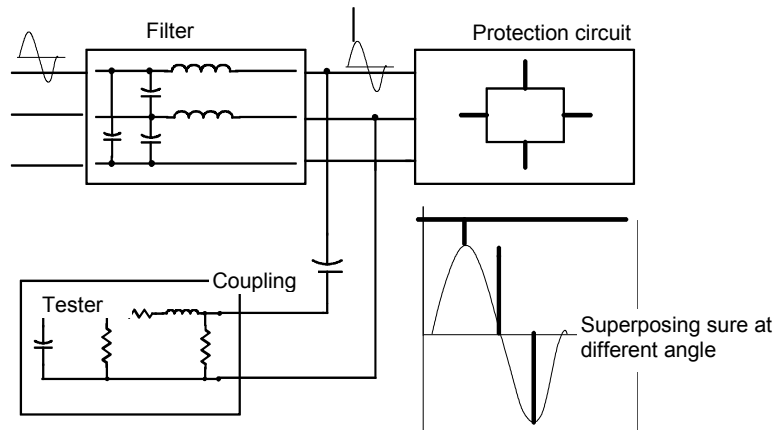 Filter
Protection circuit
Coupling
Tester
Superposing sure at
different angle